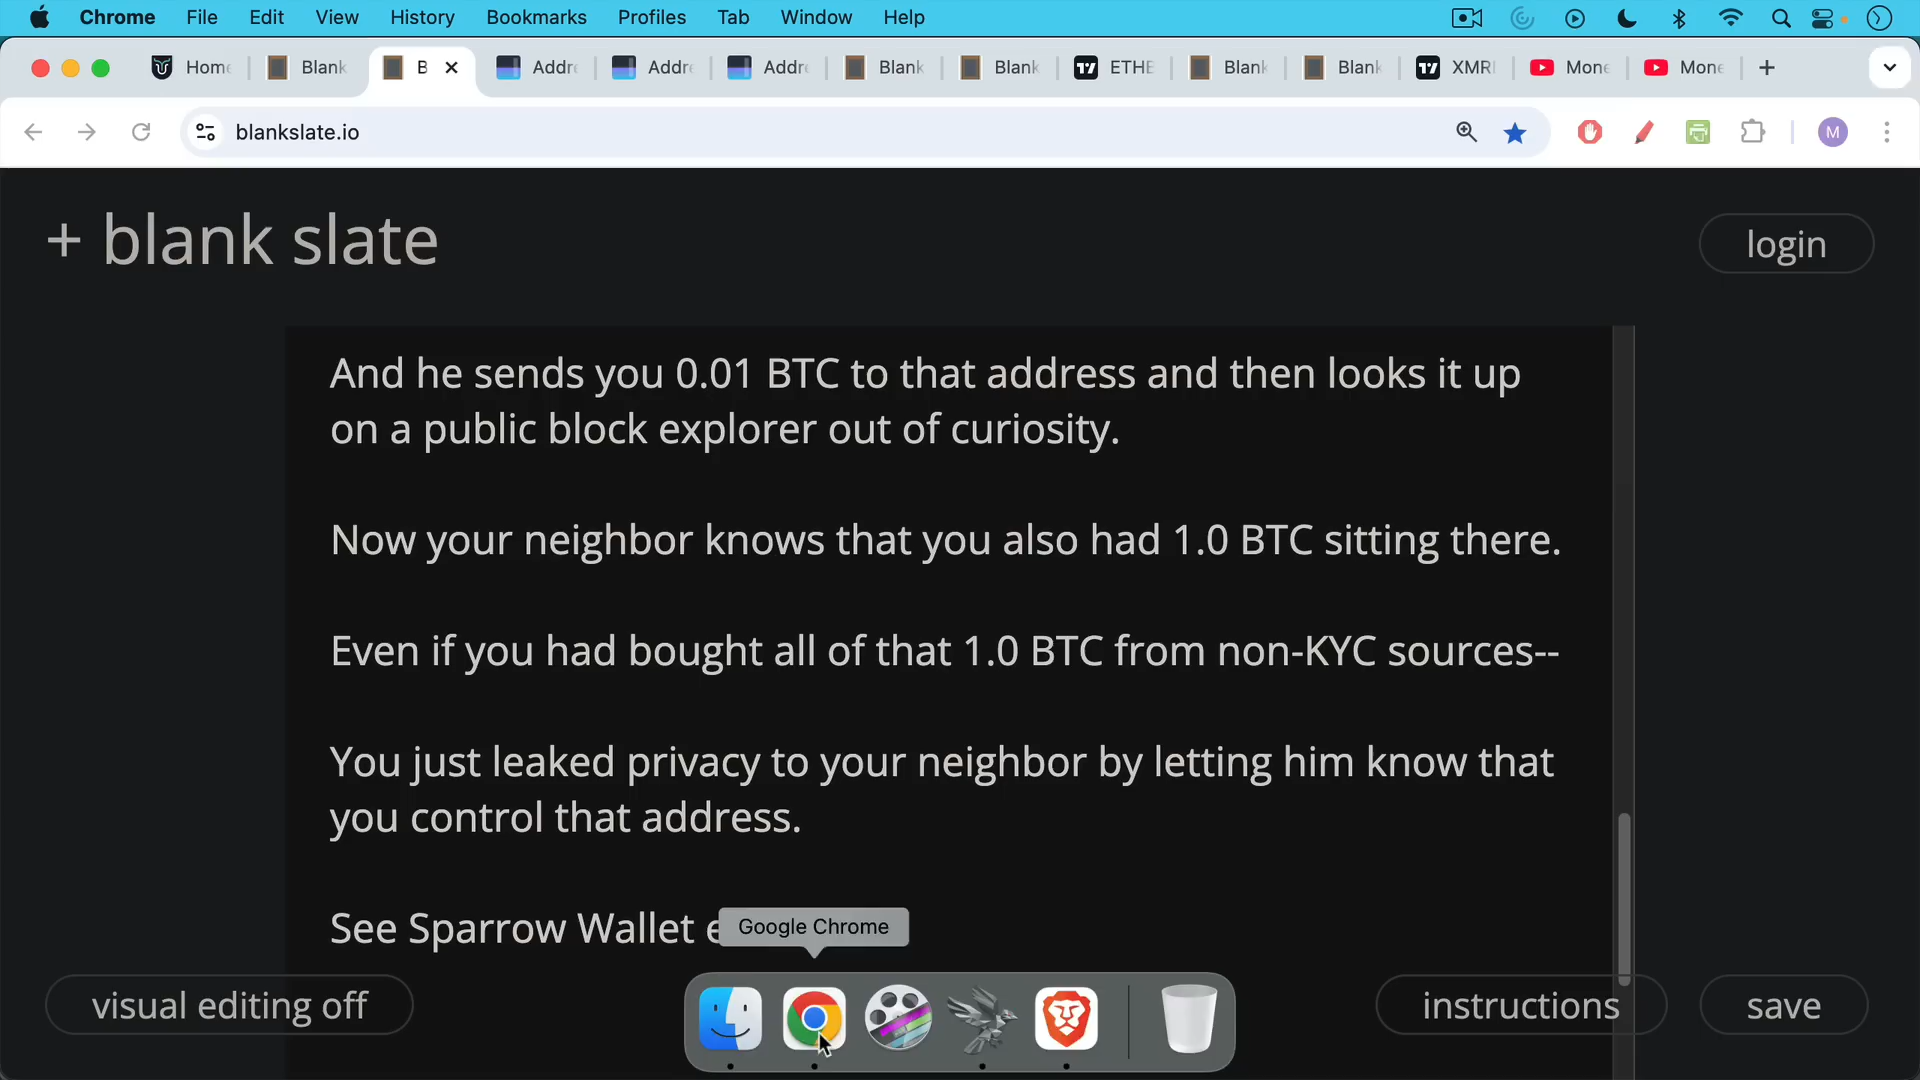 Chrome File Edit View History Bookmarks Profiles Tab Window Help
Home Blank B Addre Addre Addre Blank Blank ETHE Blank Blank XMR Mone Mone
blankslate.io
M
+ blank slate
login
And he sends you 0.01 BTC to that address and then looks it up
on a public block explorer out of curiosity.
Now your neighbor knows that you also had 1.0 BTC sitting there.
Even if you had bought all of that 1.0 BTC from non-KYC sources--
You just leaked privacy to your neighbor by letting him know that
you control that address.
See Sparrow Wallet
Google Chrome
visual editing off
instructions
save